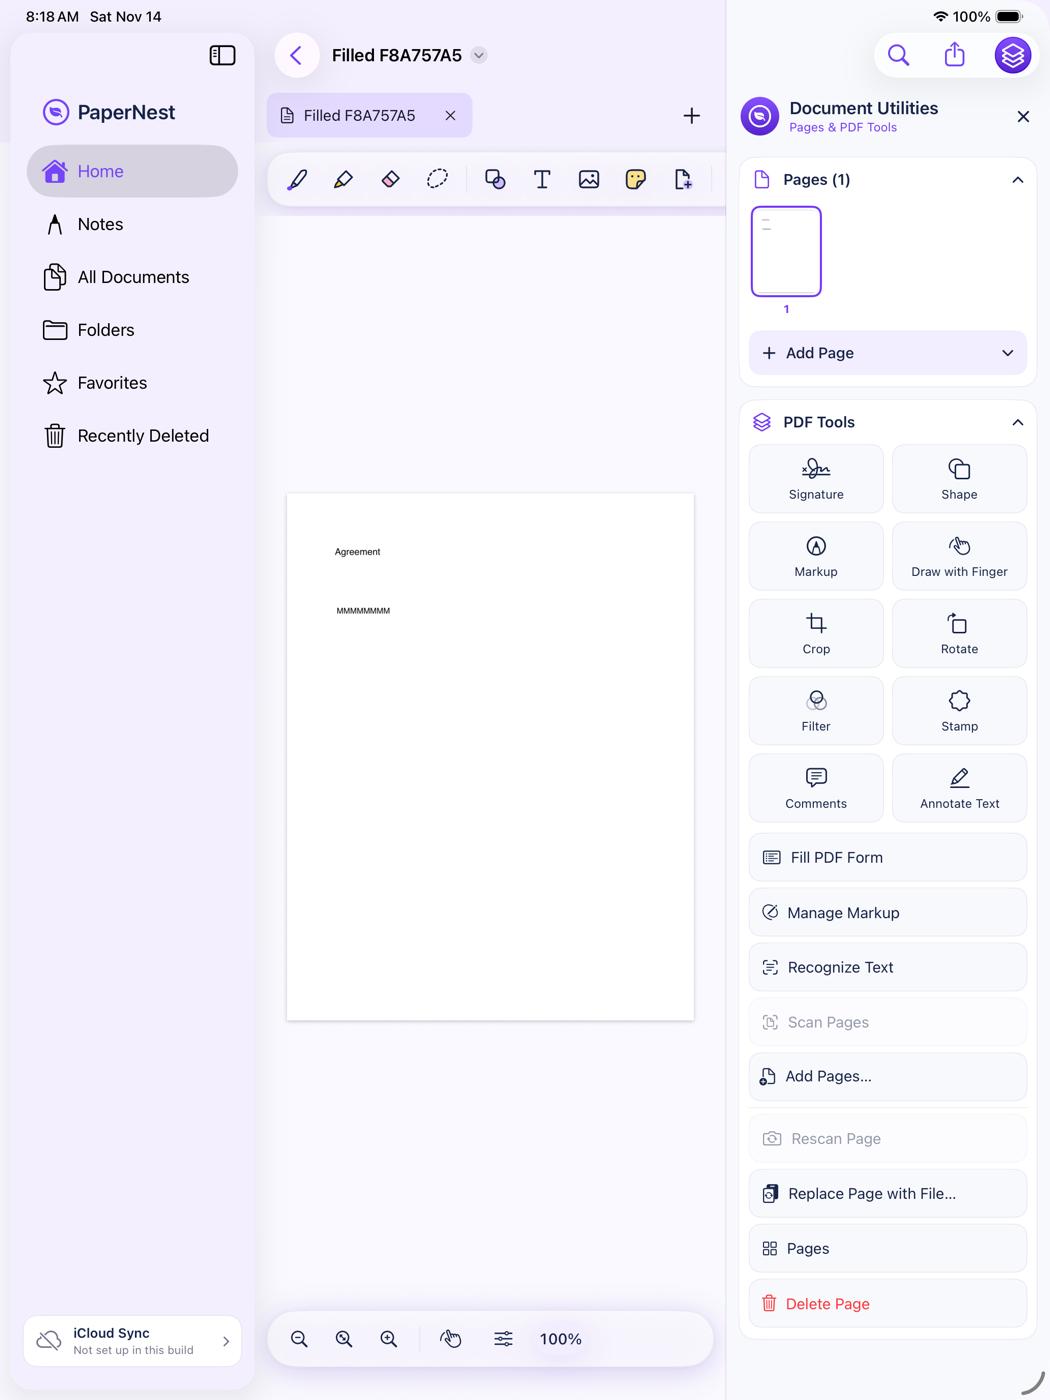 8:18 AM Sat Nov 14
100%
PaperNest
Home
Notes
All Documents
Folders
Favorites
Recently Deleted
iCloud Sync
Not set up in this build
Filled F8A757A5
Filled F8A757A5
Agreement
MMMMMMMM
100%
Document Utilities
Pages & PDF Tools
Pages (1)
1
Add Page
PDF Tools
Signature
Shape
Markup
Draw with Finger
Crop
Rotate
Filter
Stamp
Comments
Annotate Text
Fill PDF Form
Manage Markup
Recognize Text
Scan Pages
Add Pages...
Rescan Page
Replace Page with File...
Pages
Delete Page